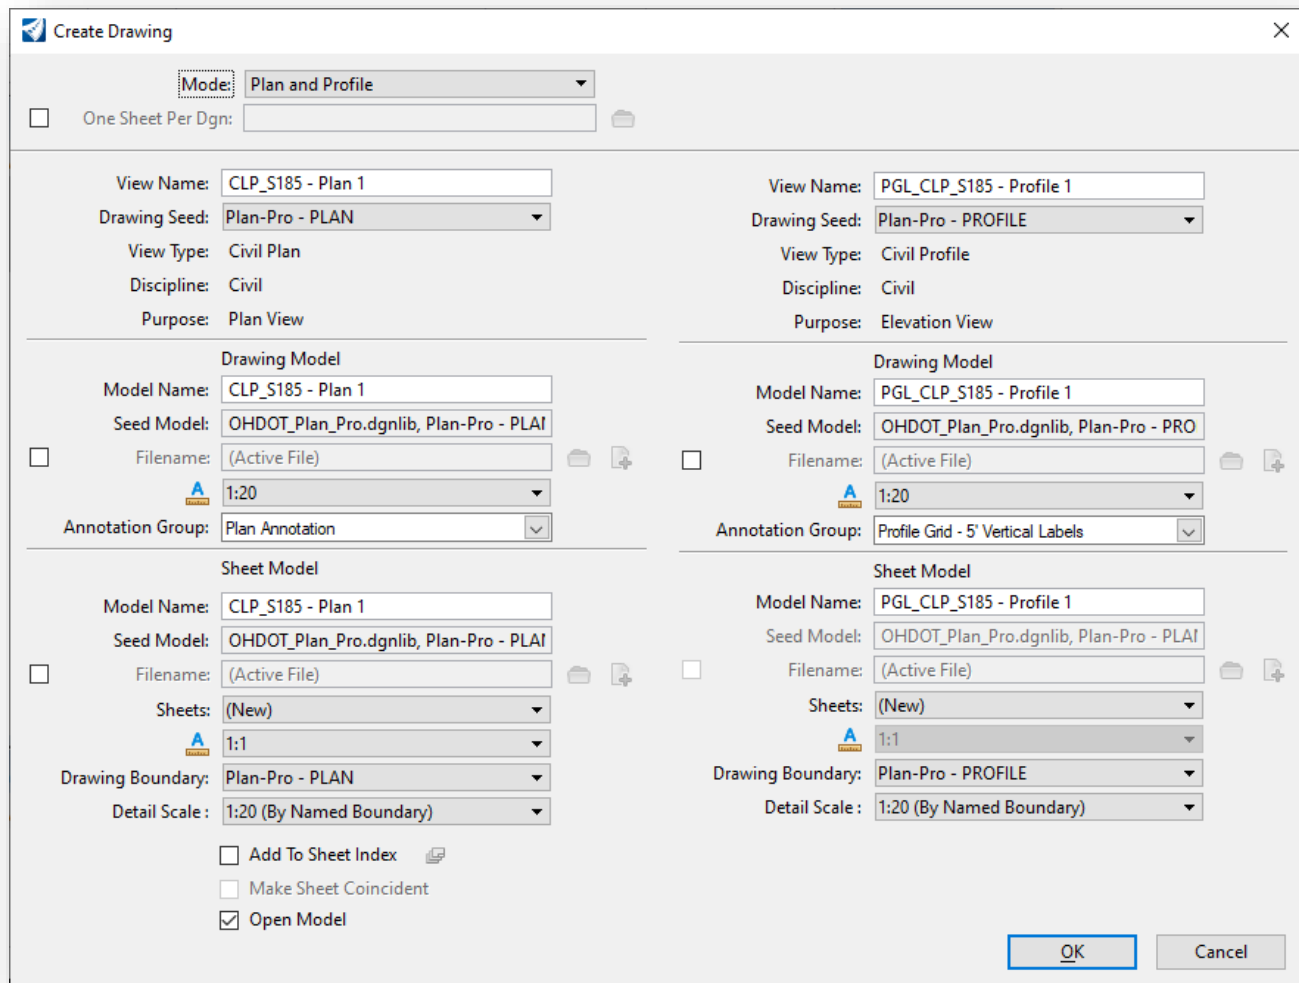 Create Drawing
Mode: Plan and Profile
One Sheet Per Dgn:
View Name: CLP_S185 - Plan 1
Drawing Seed: Plan-Pro - PLAN
View Type: Civil Plan
Discipline: Civil
Purpose: Plan View
Drawing Model
Model Name: CLP_S185 - Plan 1
Seed Model: OHDOT_Plan_Pro.dgnlib, Plan-Pro - PLAN
Filename: (Active File)
A 1:20
Annotation Group: Plan Annotation
Sheet Model
Model Name: CLP_S185 - Plan 1
Seed Model: OHDOT_Plan_Pro.dgnlib, Plan-Pro - PLAN
Filename: (Active File)
Sheets: (New)
A 1:1
Drawing Boundary: Plan-Pro - PLAN
Detail Scale : 1:20 (By Named Boundary)
Add To Sheet Index
Make Sheet Coincident
Open Model
View Name: PGL_CLP_S185 - Profile 1
Drawing Seed: Plan-Pro - PROFILE
View Type: Civil Profile
Discipline: Civil
Purpose: Elevation View
Drawing Model
Model Name: PGL_CLP_S185 - Profile 1
Seed Model: OHDOT_Plan_Pro.dgnlib, Plan-Pro - PRO
Filename: (Active File)
A 1:20
Annotation Group: Profile Grid - 5' Vertical Labels
Sheet Model
Model Name: PGL_CLP_S185 - Profile 1
Seed Model: OHDOT_Plan_Pro.dgnlib, Plan-Pro - PLAN
Filename: (Active File)
Sheets: (New)
A 1:1
Drawing Boundary: Plan-Pro - PROFILE
Detail Scale : 1:20 (By Named Boundary)
OK Cancel